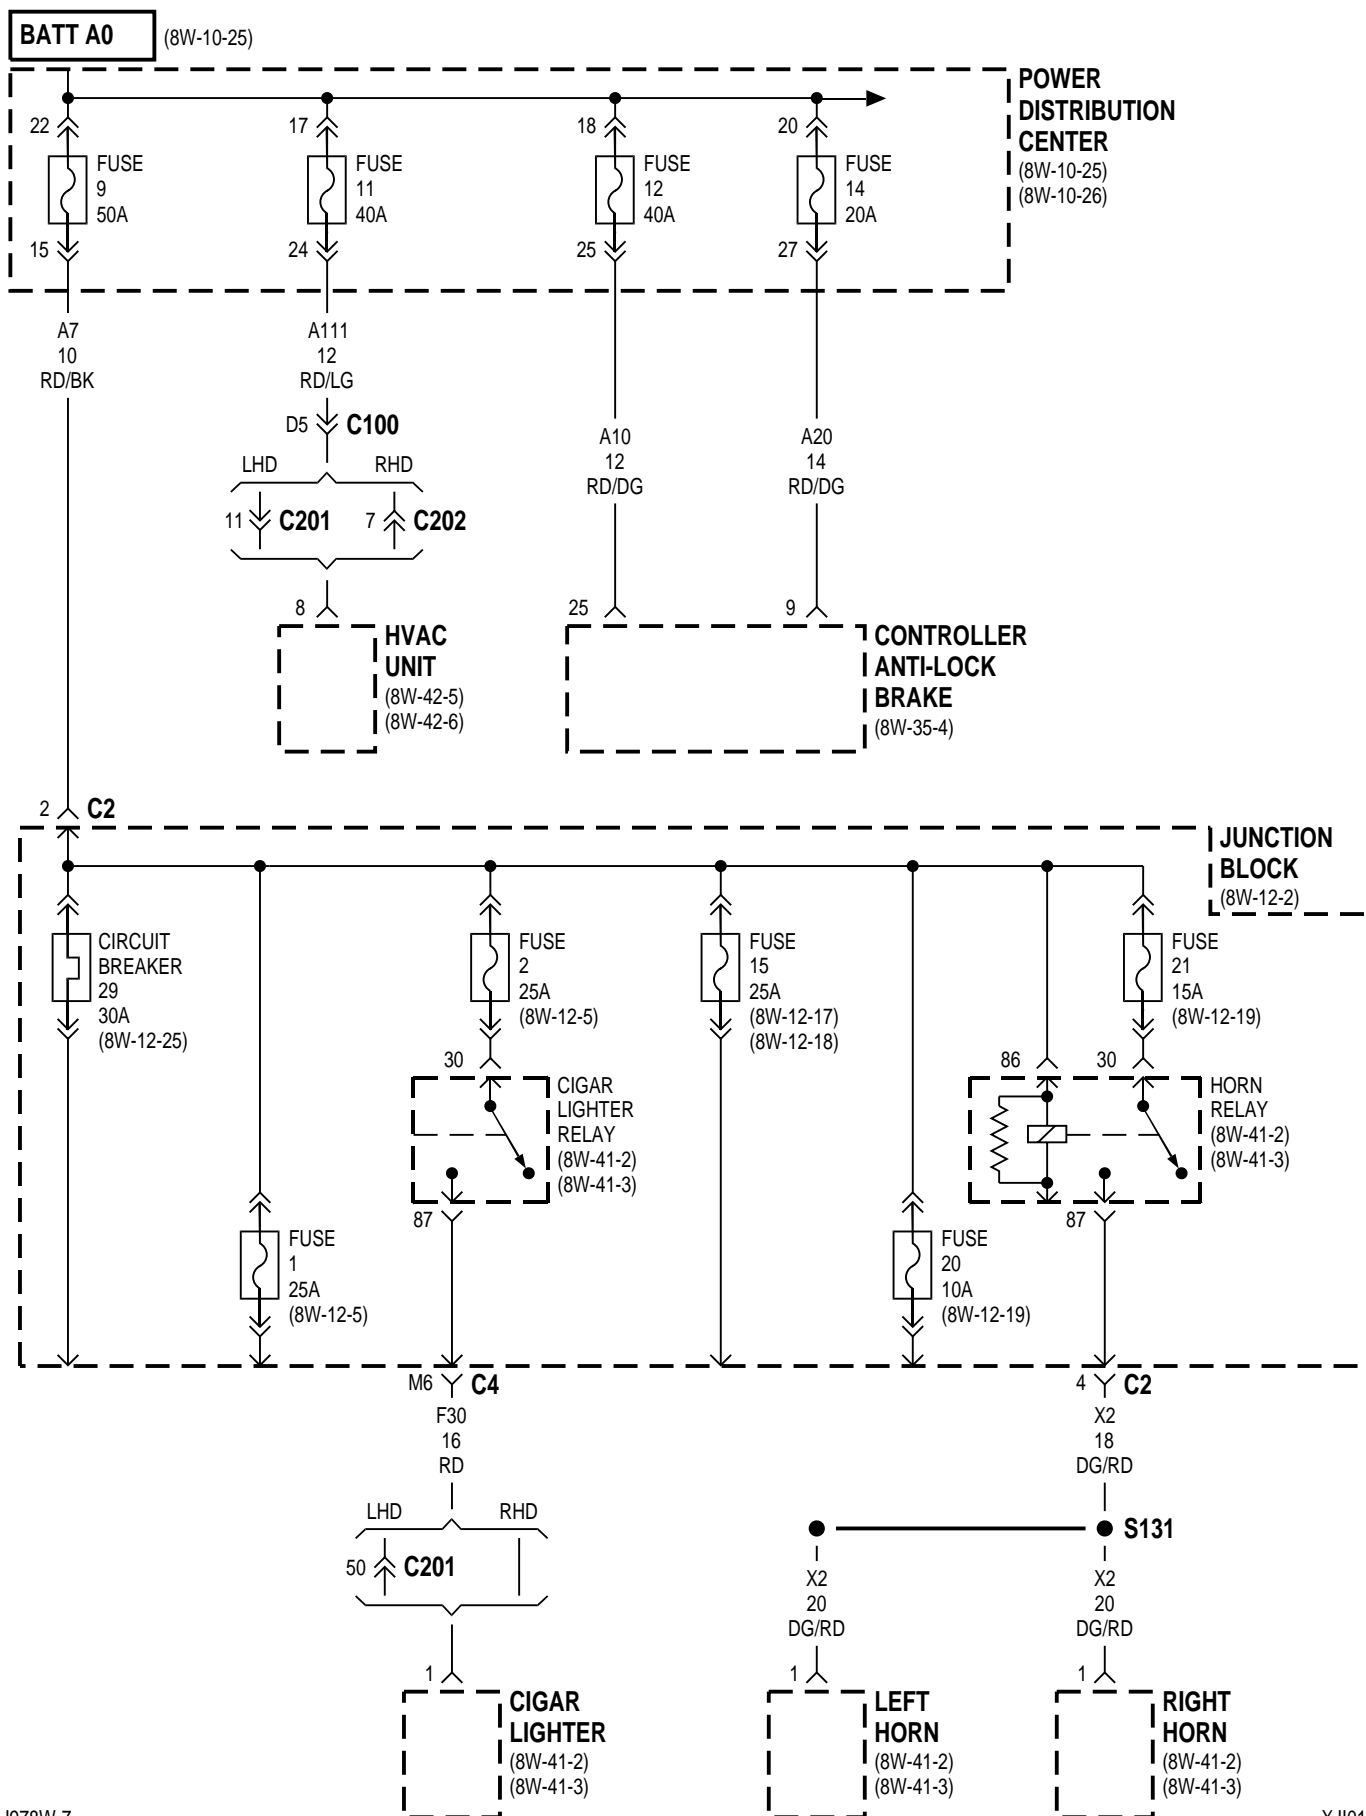 BATT A0 (8W-10-25)
POWER
DISTRIBUTION
CENTER
(8W-10-25)
(8W-10-26)
22
FUSE
9
50A
15
17
FUSE
11
40A
24
18
FUSE
12
40A
25
20
FUSE
14
20A
27
A7
10
RD/BK
A111
12
RD/LG
D5 C100
LHD RHD
11 C201 7 C202
A10
12
RD/DG
A20
14
RD/DG
8
HVAC
UNIT
(8W-42-5)
(8W-42-6)
25 9
CONTROLLER
ANTI-LOCK
BRAKE
(8W-35-4)
2 C2
JUNCTION
BLOCK
(8W-12-2)
CIRCUIT
BREAKER
29
30A
(8W-12-25)
FUSE
2
25A
(8W-12-5)
FUSE
15
25A
(8W-12-17)
(8W-12-18)
FUSE
21
15A
(8W-12-19)
30
CIGAR
LIGHTER
RELAY
(8W-41-2)
(8W-41-3)
87
86 30
HORN
RELAY
(8W-41-2)
(8W-41-3)
87
FUSE
1
25A
(8W-12-5)
FUSE
20
10A
(8W-12-19)
M6 C4
F30
16
RD
4 C2
X2
18
DG/RD
LHD RHD
50 C201
S131
X2
20
DG/RD
X2
20
DG/RD
1
CIGAR
LIGHTER
(8W-41-2)
(8W-41-3)
1
LEFT
HORN
(8W-41-2)
(8W-41-3)
1
RIGHT
HORN
(8W-41-2)
(8W-41-3)